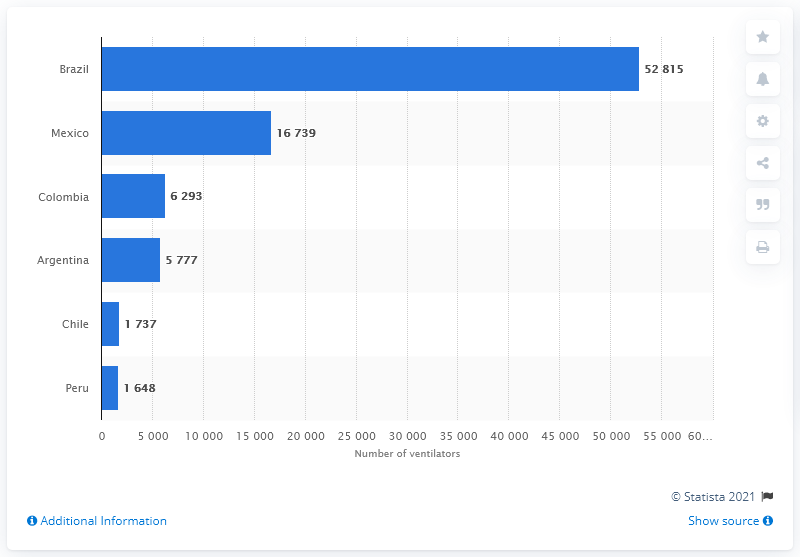 Brazil 52 815
Mexico 16 739
Colombia 6 293
Argentina 5 777
Chile 1 737
Peru 1 648
0 5 000 10 000 15 000 20 000 25 000 30 000 35 000 40 000 45 000 50 000 55 000 60…
Number of ventilators
© Statista 2021
Additional Information Show source